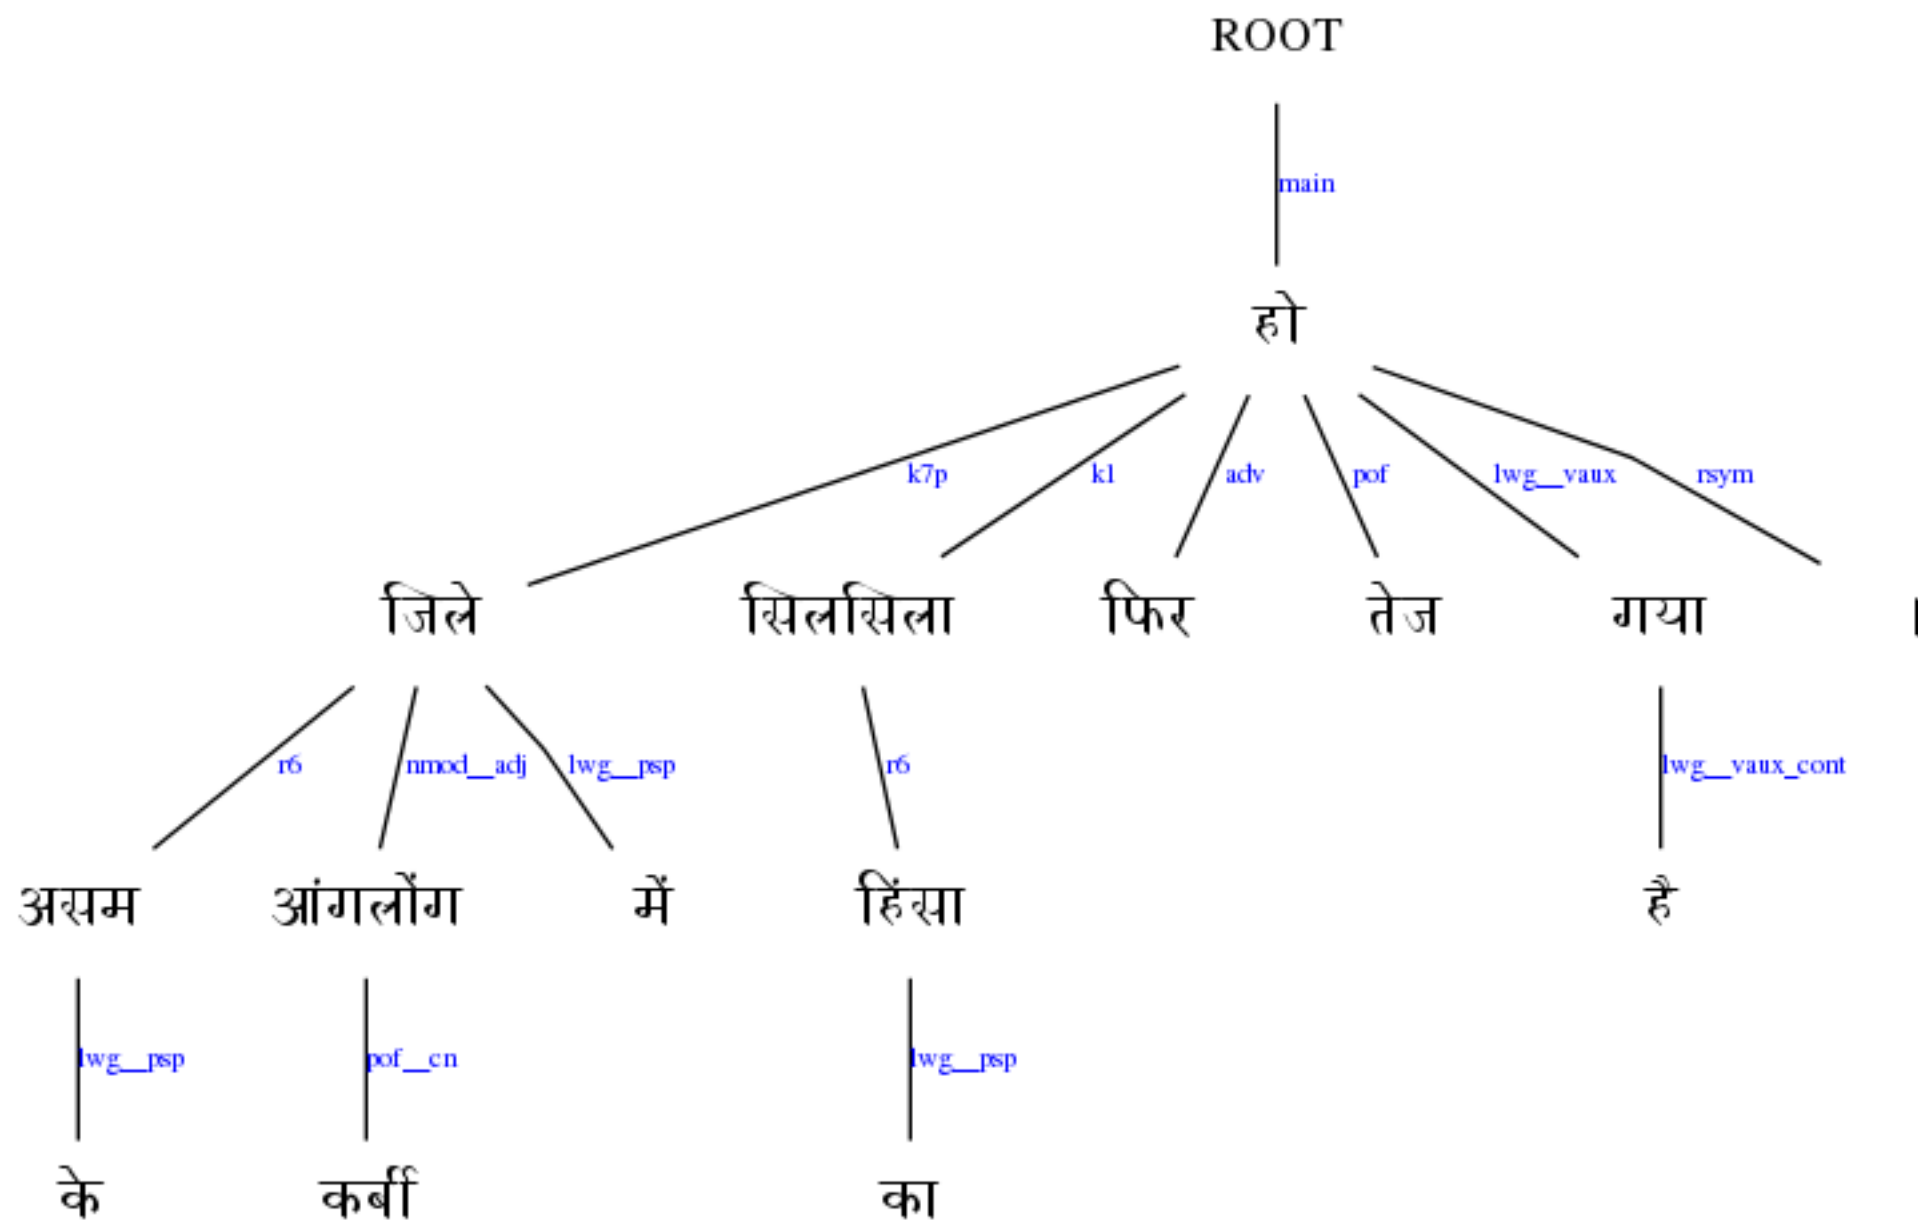 ROOT
main
हो
k7p k1 adv pof lwg__vaux rsym
जिले सिलसिला फिर तेज गया ।
r6 nmod__adj lwg__psp r6 lwg__vaux_cont
असम आंगलोंग में हिंसा है
lwg__psp pof__cn lwg__psp
के कर्बी का